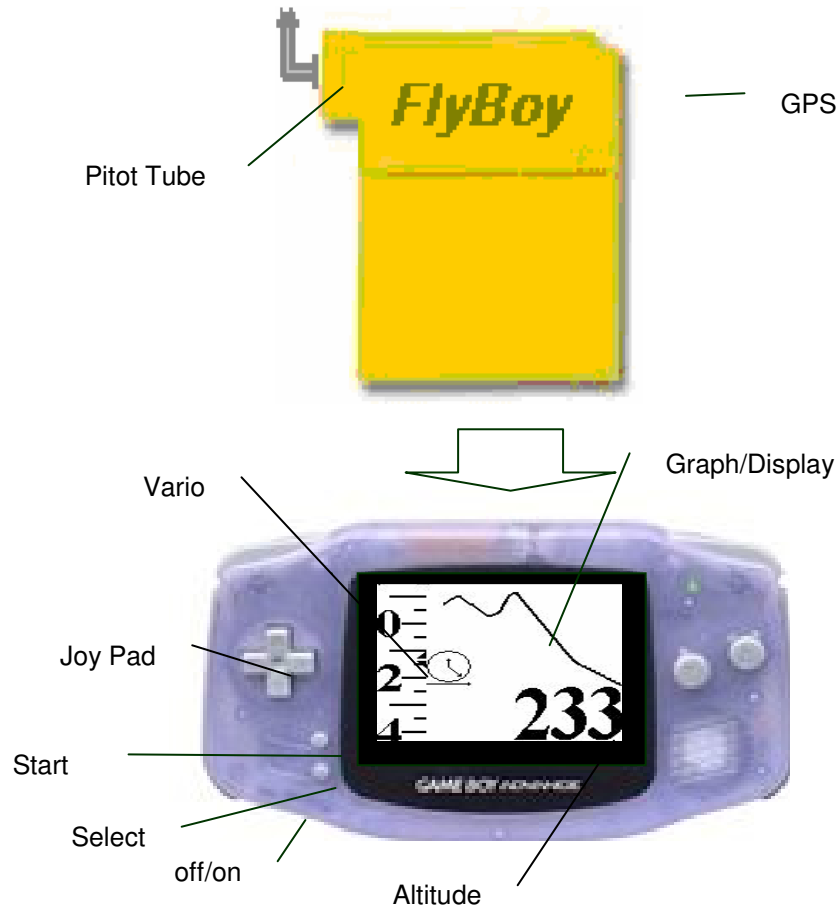 FlyBoy
GPS
Pitot Tube
Graph/Display
Vario
0
2
4
233
Joy Pad
Start
GAME BOY ADVANCE
Select
off/on
Altitude